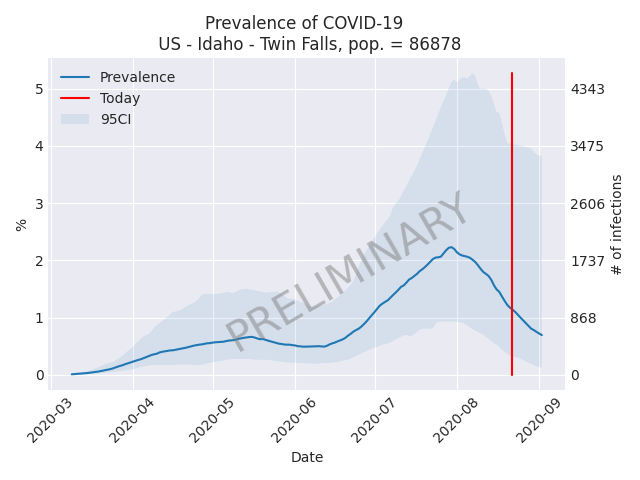 Prevalence of COVID-19
US - Idaho - Twin Falls, pop. = 86878
Prevalence
Today
95CI
5
4
3
2
1
0
%
4343
3475
2606
1737
868
0
# of infections
PRELIMINARY
2020-03
2020-04
2020-05
2020-06
2020-07
2020-08
2020-09
Date